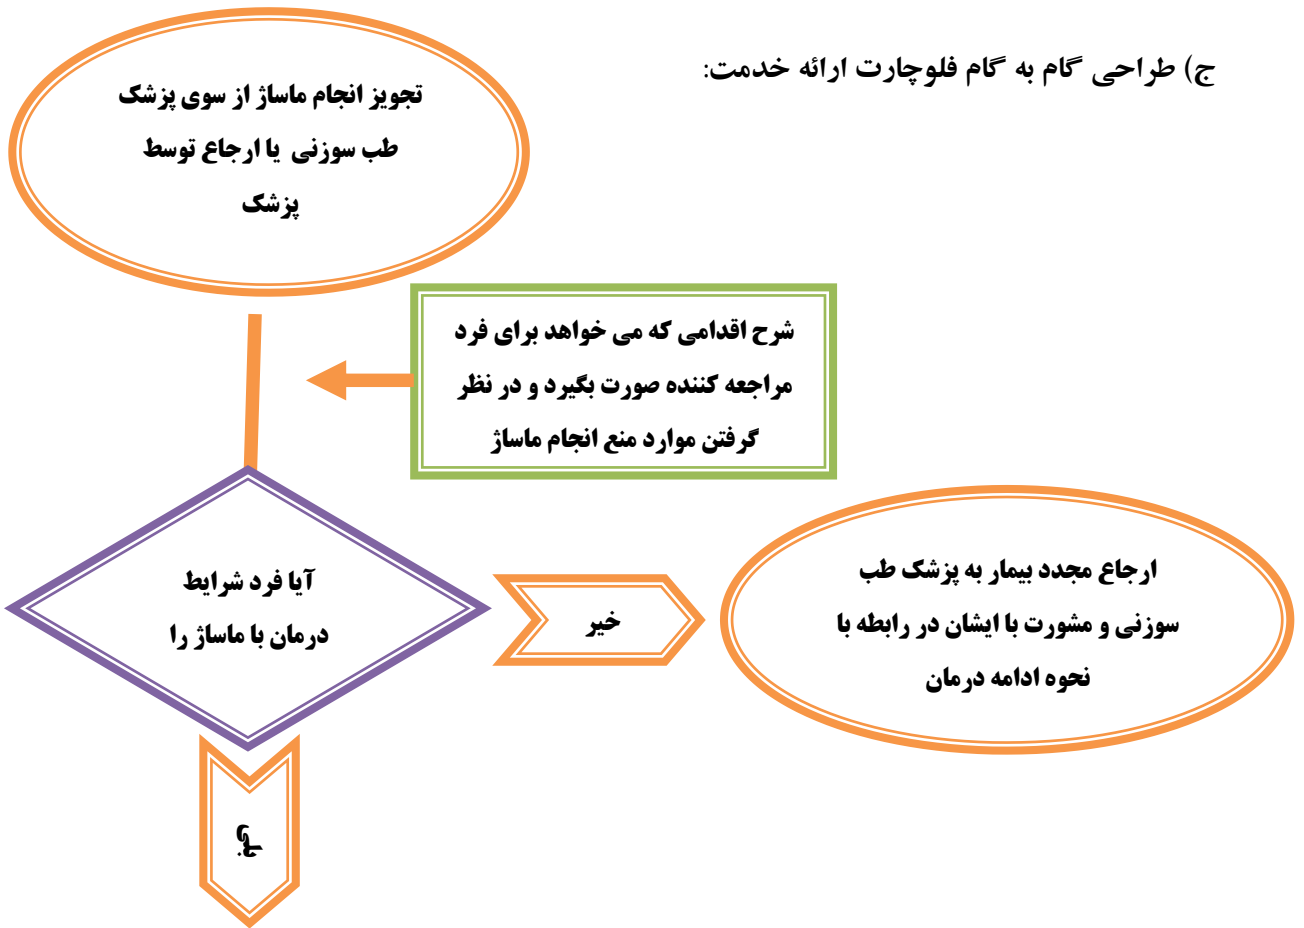 ج) طراحی گام به گام فلوچارت ارائه خدمت:
تجویز انجام ماساژ از سوی پزشک
طب سوزنی یا ارجاع توسط
پزشک
شرح اقدامی که می خواهد برای فرد
مراجعه کننده صورت بگیرد و در نظر
گرفتن موارد منع انجام ماساژ
آیا فرد شرایط
درمان با ماساژ را
خیر
ارجاع مجدد بیمار به پزشک طب
سوزنی و مشورت با ایشان در رابطه با
نحوه ادامه درمان
بلی